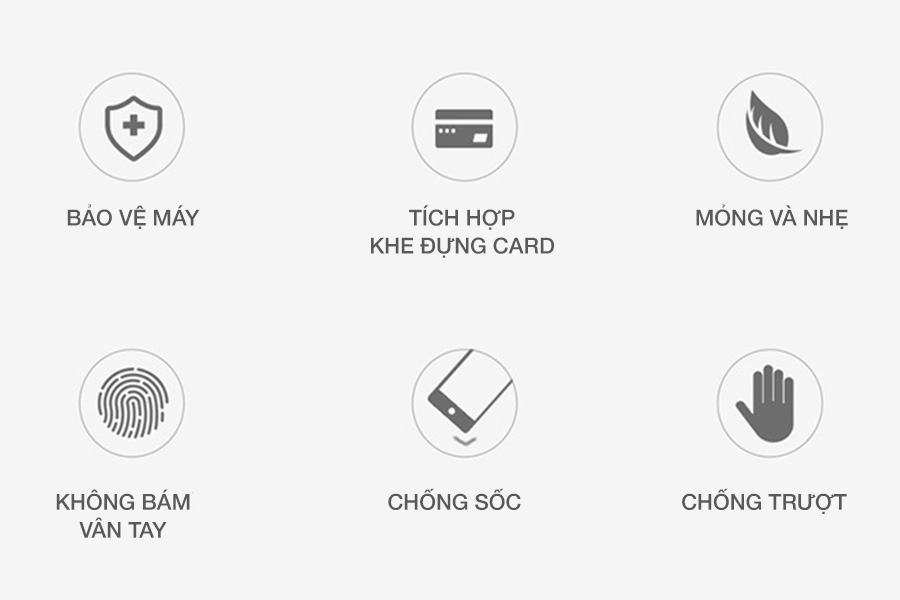 BẢO VỆ MÁY
TÍCH HỢP
KHE ĐỰNG CARD
MỎNG VÀ NHẸ
KHÔNG BÁM
VÂN TAY
CHỐNG SỐC
CHỐNG TRƯỢT